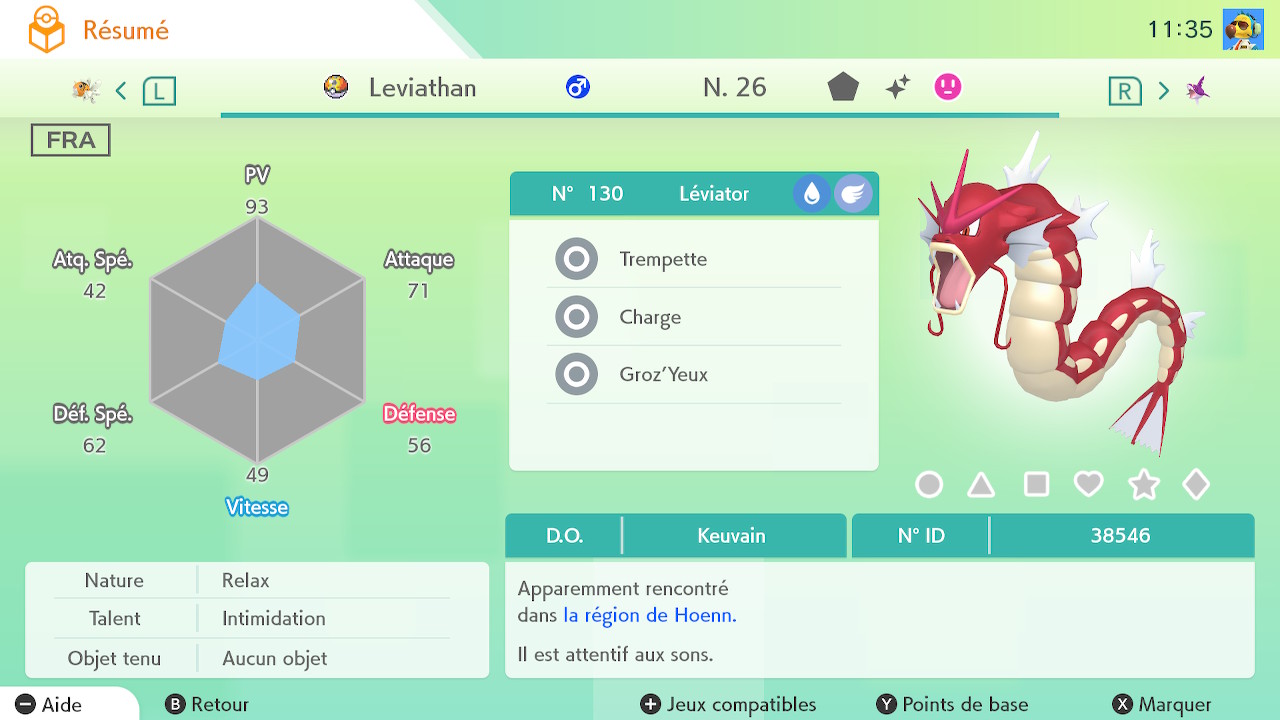 Résumé
11:35
L
Leviathan
N. 26
R
FRA
PV
93
Atq. Spé.
42
Attaque
71
Déf. Spé.
62
Défense
56
49
Vitesse
N° 130 Léviator
Trempette
Charge
Groz'Yeux
D.O. Keuvain N° ID 38546
Nature Relax
Talent Intimidation
Objet tenu Aucun objet
Apparemment rencontré
dans la région de Hoenn.
Il est attentif aux sons.
Aide
B Retour
Jeux compatibles
Y Points de base
X Marquer